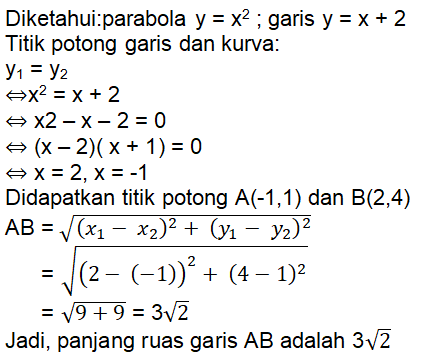 Diketahui:parabola y = x² ; garis y = x + 2
Titik potong garis dan kurva:
y₁ = y₂
⇔x² = x + 2
⇔ x2 – x – 2 = 0
⇔ (x – 2)( x + 1) = 0
⇔ x = 2, x = -1
Didapatkan titik potong A(-1,1) dan B(2,4)
AB = √((x₁ − x₂)² + (y₁ − y₂)²)
= √((2 − (−1))² + (4 − 1)²)
= √(9 + 9) = 3√2
Jadi, panjang ruas garis AB adalah 3√2